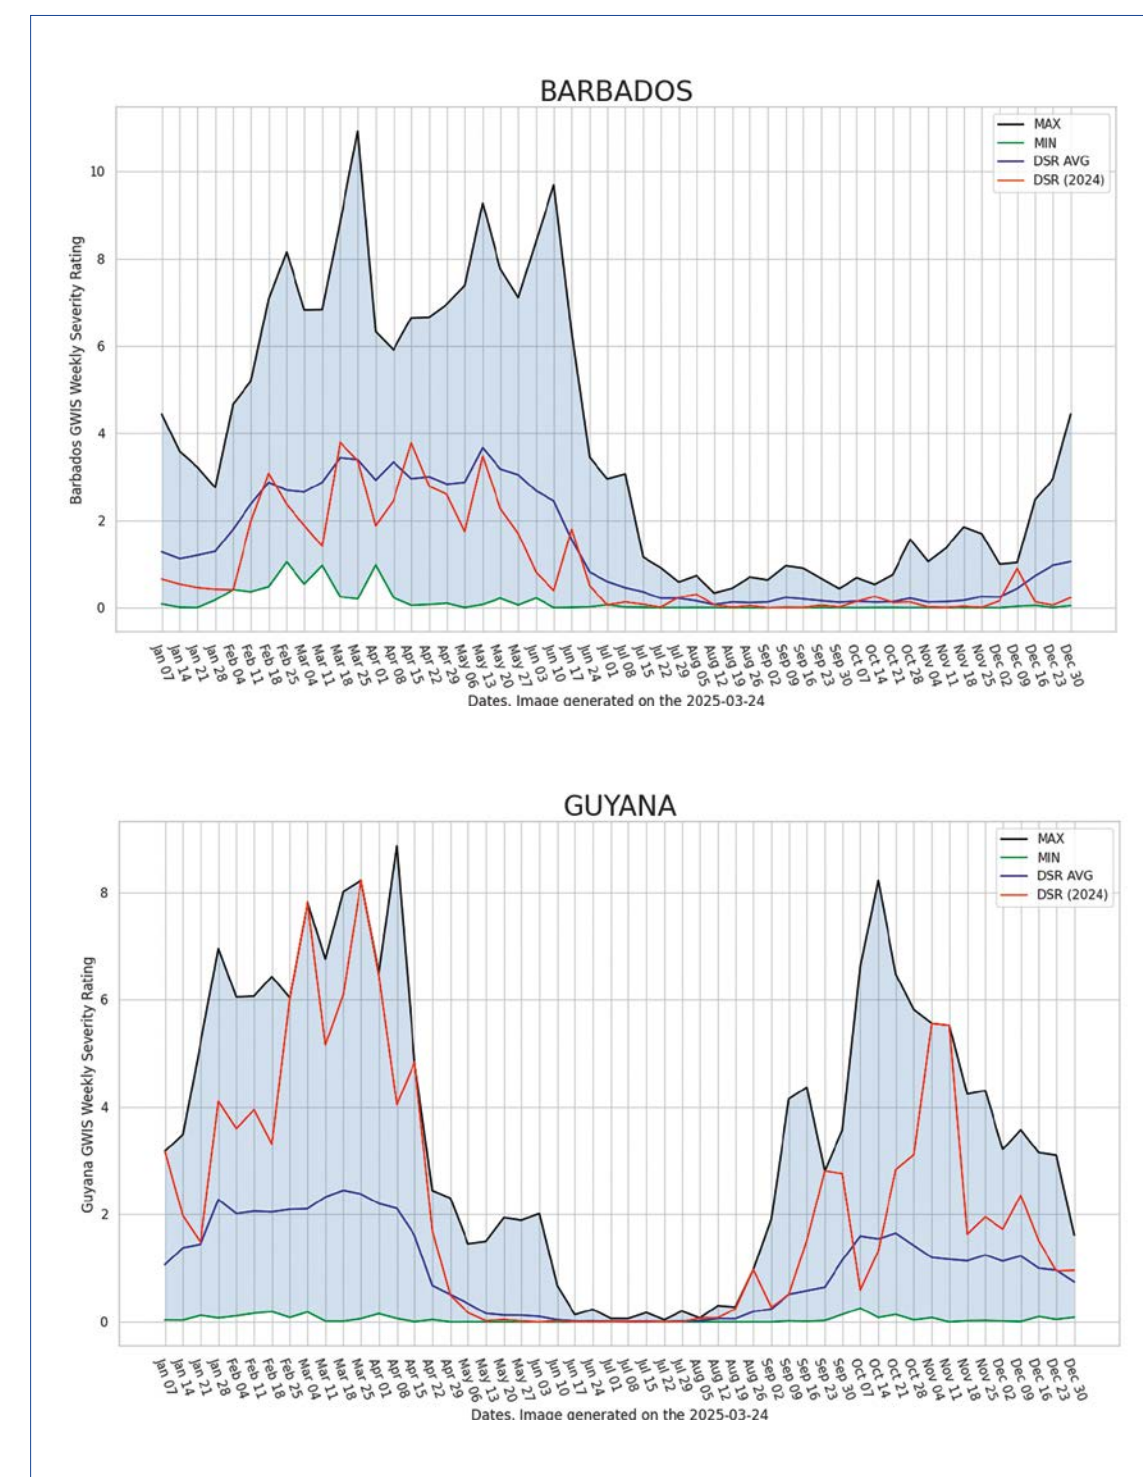 BARBADOS
MAX
MIN
DSR AVG
DSR (2024)
Barbados GWIS Weekly Severity Rating
10
8
6
4
2
0
Jan 07
Jan 14
Jan 21
Jan 28
Feb 04
Feb 11
Feb 18
Feb 25
Mar 04
Mar 11
Mar 18
Mar 25
Apr 01
Apr 08
Apr 15
Apr 22
Apr 29
May 06
May 13
May 20
May 27
Jun 03
Jun 10
Jun 17
Jun 24
Jul 01
Jul 08
Jul 15
Jul 22
Jul 29
Aug 05
Aug 12
Aug 19
Aug 26
Sep 02
Sep 09
Sep 16
Sep 23
Sep 30
Oct 07
Oct 14
Oct 21
Oct 28
Nov 04
Nov 11
Nov 18
Nov 25
Dec 02
Dec 09
Dec 16
Dec 23
Dec 30
Dates. Image generated on the 2025-03-24
GUYANA
MAX
MIN
DSR AVG
DSR (2024)
Guyana GWIS Weekly Severity Rating
8
6
4
2
0
Jan 07
Jan 14
Jan 21
Jan 28
Feb 04
Feb 11
Feb 18
Feb 25
Mar 04
Mar 11
Mar 18
Mar 25
Apr 01
Apr 08
Apr 15
Apr 22
Apr 29
May 06
May 13
May 20
May 27
Jun 03
Jun 10
Jun 17
Jun 24
Jul 01
Jul 08
Jul 15
Jul 22
Jul 29
Aug 05
Aug 12
Aug 19
Aug 26
Sep 02
Sep 09
Sep 16
Sep 23
Sep 30
Oct 07
Oct 14
Oct 21
Oct 28
Nov 04
Nov 11
Nov 18
Nov 25
Dec 02
Dec 09
Dec 16
Dec 23
Dec 30
Dates. Image generated on the 2025-03-24